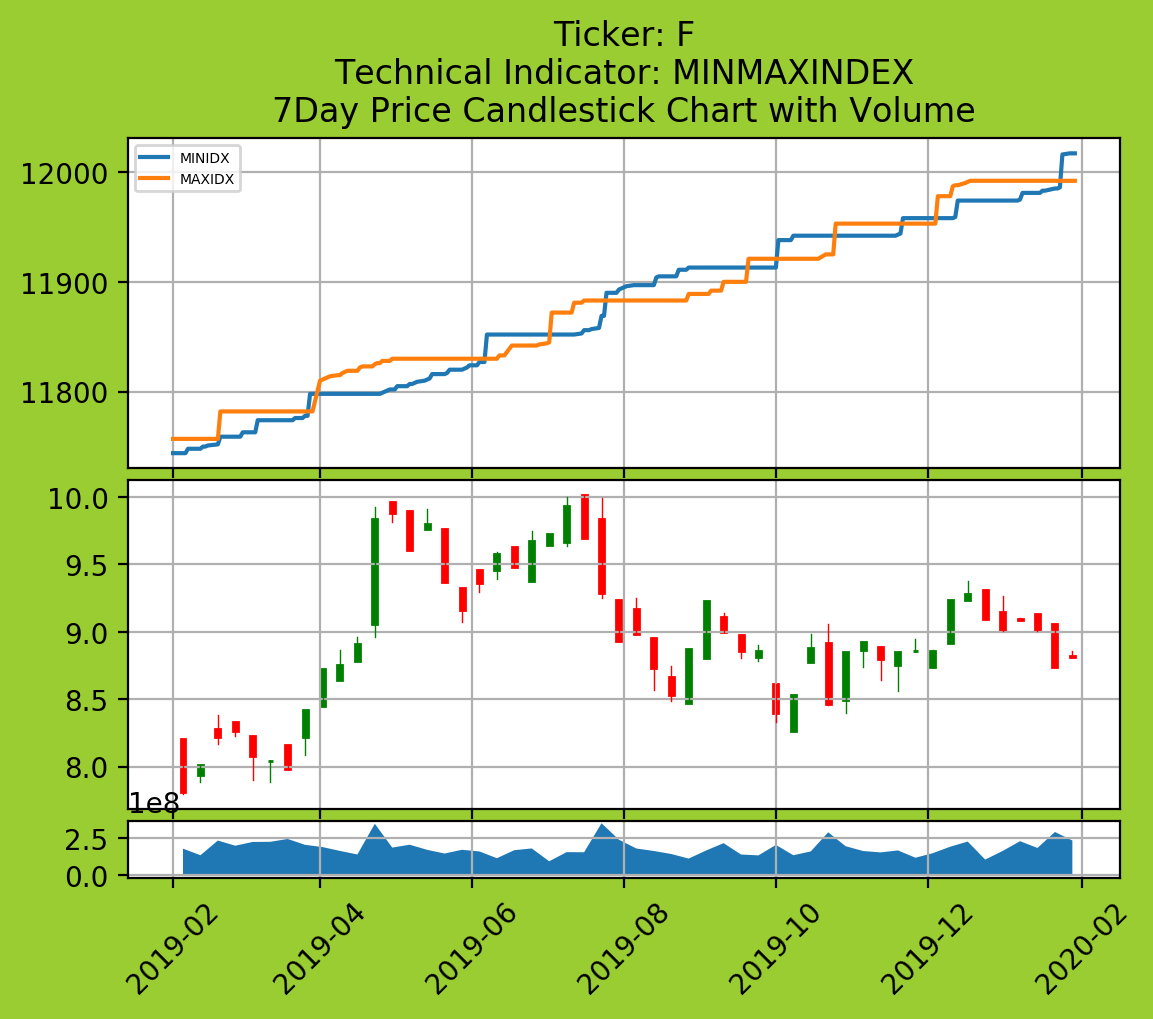 Ticker: F
Technical Indicator: MINMAXINDEX
7Day Price Candlestick Chart with Volume
MINIDX
MAXIDX
12000
11900
11800
10.0
9.5
9.0
8.5
8.0
1e8
2.5
0.0
2019-02
2019-04
2019-06
2019-08
2019-10
2019-12
2020-02